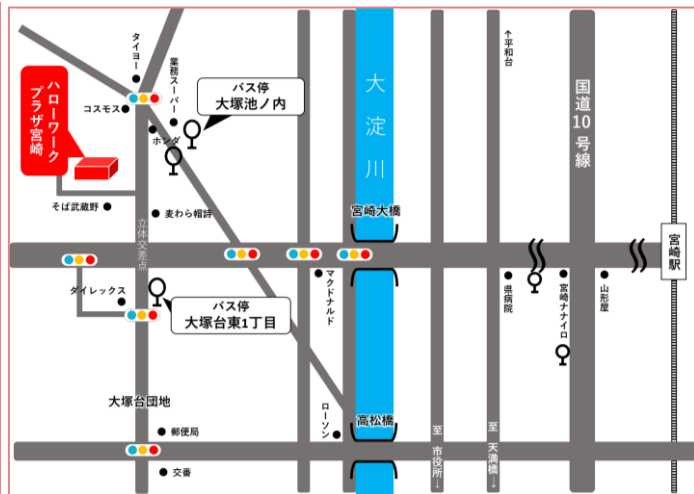 タイヨー
業務スーパー
コスモス
ハローワーク
プラザ宮崎
バス停
大塚池ノ内
ホンダ
そば武蔵野
麦わら帽詩
立体交差点
大淀川
宮崎大橋
↑平和台
国道10号線
宮崎駅
ダイレックス
バス停
大塚台東1丁目
マクドナルド
県病院
宮崎ナナイロ
山形屋
大塚台団地
郵便局
交番
ローソン
高松橋
至 市役所→
至 天満橋→